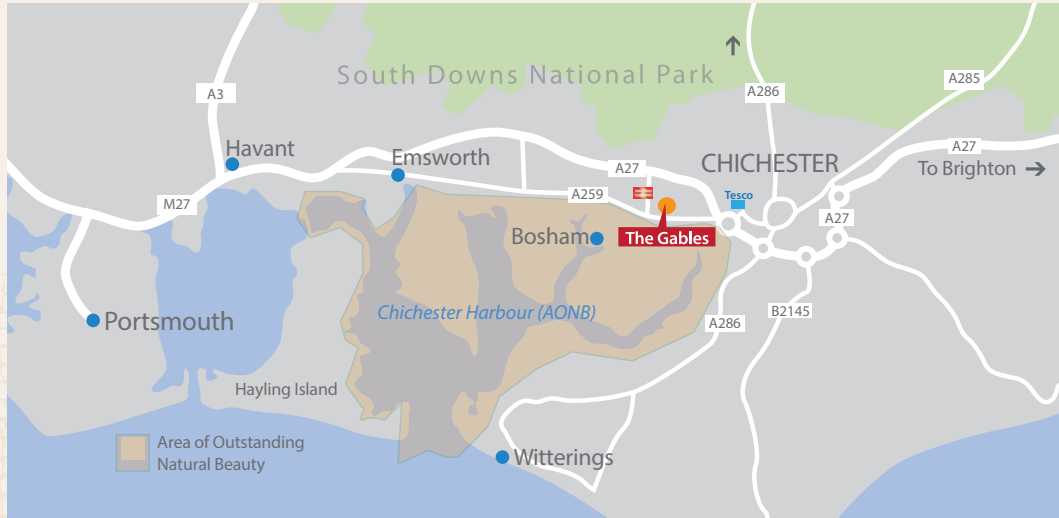 South Downs National Park
A286
A285
A3
Havant
Emsworth
A27
CHICHESTER
A27
To Brighton →
M27
A259
Tesco
Bosham
The Gables
A27
Portsmouth
Chichester Harbour (AONB)
A286
B2145
Hayling Island
Area of Outstanding
Natural Beauty
Witterings